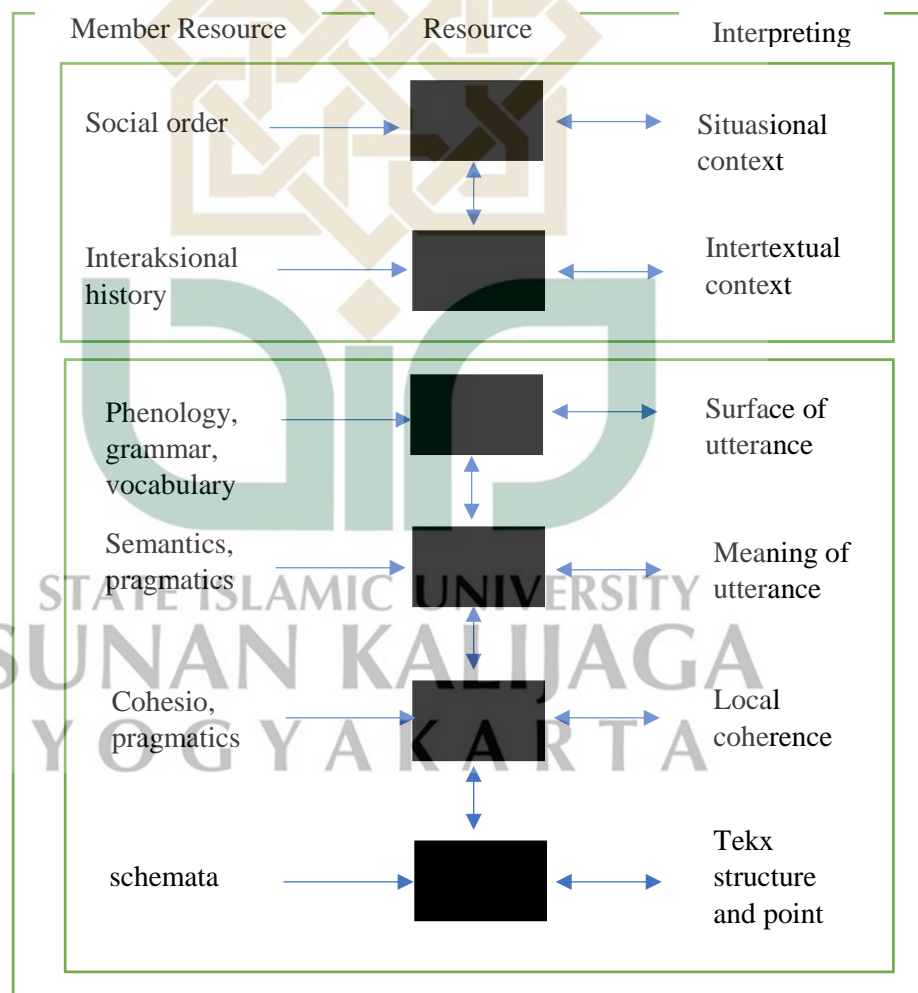 Member Resource
Resource
Interpreting
Social order
Situasional
context
Interaksional
history
Intertextual
context
Phenology,
grammar,
vocabulary
Surface of
utterance
Semantics,
pragmatics
Meaning of
utterance
STATE ISLAMIC UNIVERSITY
SUNAN KALIJAGA
Cohesio,
pragmatics
Local
coherence
YOGYAKARTA
schemata
Tekx
structure
and point